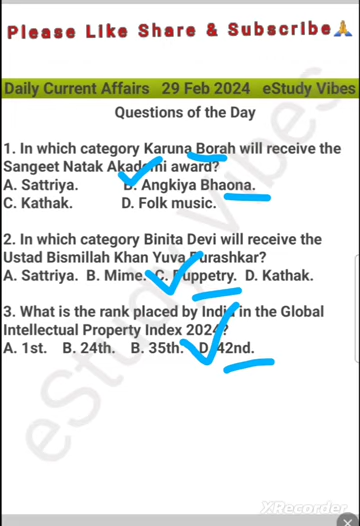 Please Like Share & Subscribe🙏
Daily Current Affairs 29 Feb 2024 eStudy Vibes
Questions of the Day
1. In which category Karuna Borah will receive the
Sangeet Natak Akademi award?
A. Sattriya. B. Angkiya Bhaona.
C. Kathak. D. Folk music.
2. In which category Binita Devi will receive the
Ustad Bismillah Khan Yuva Purashkar?
A. Sattriya. B. Mime. C. Puppetry. D. Kathak.
3. What is the rank placed by India in the Global
Intellectual Property Index 2024?
A. 1st. B. 24th. B. 35th. D. 42nd.
eStudy Vibes
XRecorder